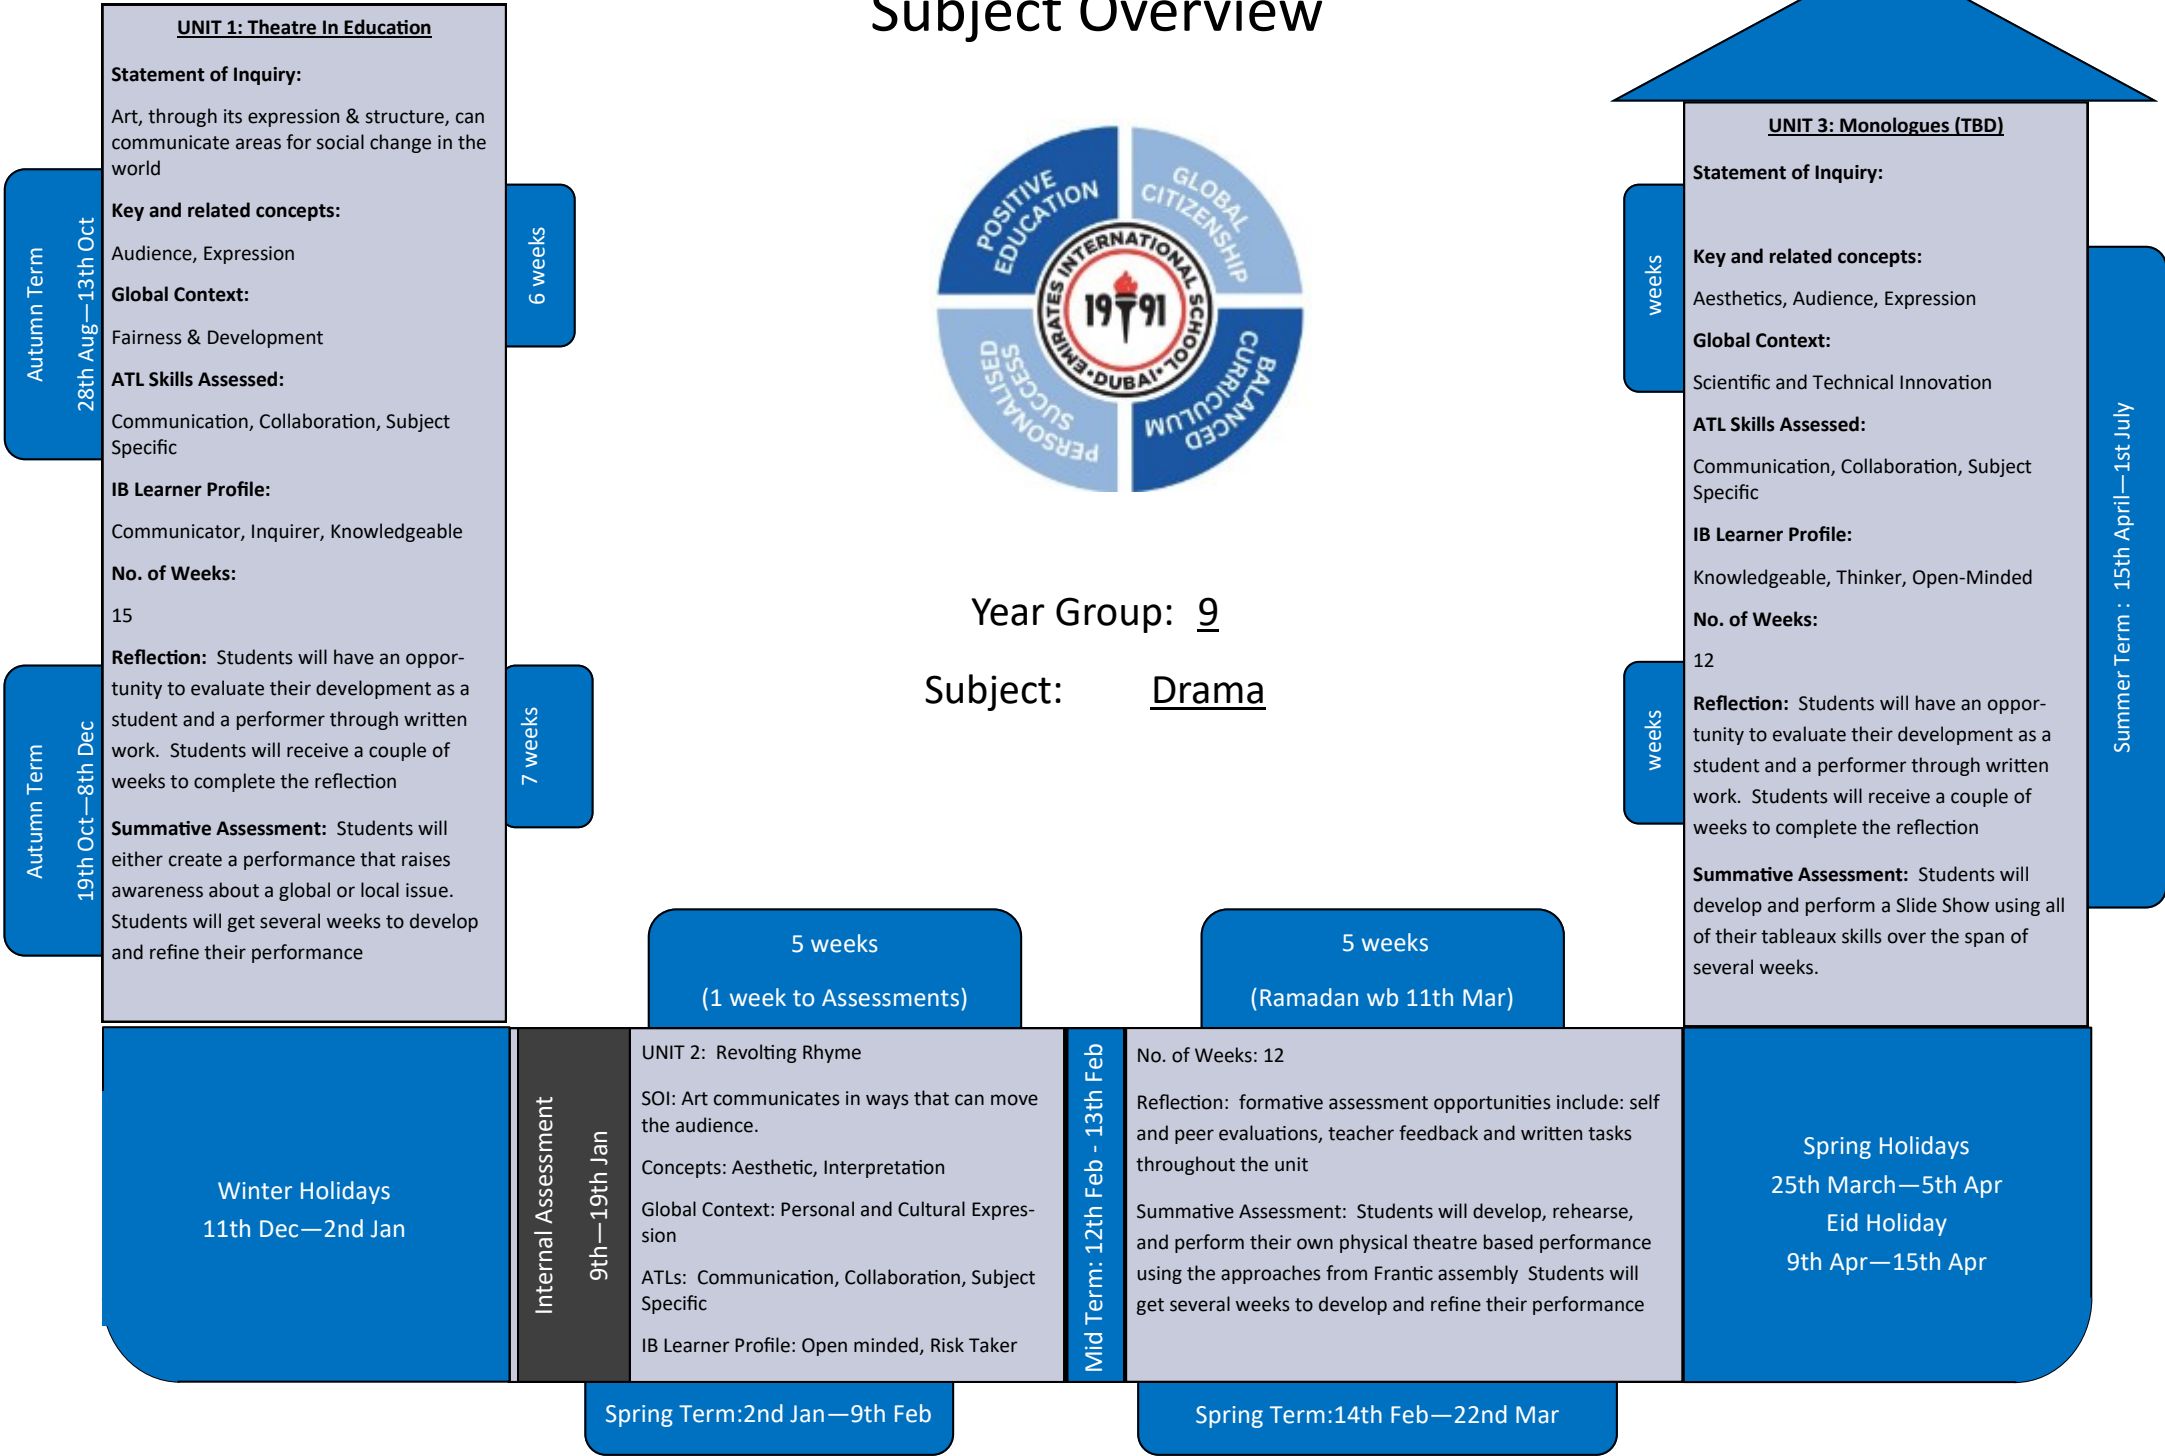 Subject Overview
UNIT 1: Theatre In Education
Statement of Inquiry:
Art, through its expression & structure, can
communicate areas for social change in the
world
Key and related concepts:
Audience, Expression
Global Context:
Fairness & Development
ATL Skills Assessed:
Communication, Collaboration, Subject
Specific
IB Learner Profile:
Communicator, Inquirer, Knowledgeable
No. of Weeks:
15
Reflection: Students will have an oppor-
tunity to evaluate their development as a
student and a performer through written
work. Students will receive a couple of
weeks to complete the reflection
Summative Assessment: Students will
either create a performance that raises
awareness about a global or local issue.
Students will get several weeks to develop
and refine their performance
Autumn Term
28th Aug—13th Oct
Autumn Term
19th Oct—8th Dec
6 weeks
7 weeks
POSITIVE
EDUCATION
GLOBAL
CITIZENSHIP
PERSONALISED
SUCCESS
BALANCED
CURRICULUM
EMIRATES INTERNATIONAL SCHOOL
•DUBAI•
1991
Year Group: 9
Subject: Drama
Winter Holidays
11th Dec—2nd Jan
Internal Assessment
9th—19th Jan
5 weeks
(1 week to Assessments)
UNIT 2: Revolting Rhyme
SOI: Art communicates in ways that can move
the audience.
Concepts: Aesthetic, Interpretation
Global Context: Personal and Cultural Expres-
sion
ATLs: Communication, Collaboration, Subject
Specific
IB Learner Profile: Open minded, Risk Taker
Spring Term:2nd Jan—9th Feb
Mid Term: 12th Feb - 13th Feb
5 weeks
(Ramadan wb 11th Mar)
No. of Weeks: 12
Reflection: formative assessment opportunities include: self
and peer evaluations, teacher feedback and written tasks
throughout the unit
Summative Assessment: Students will develop, rehearse,
and perform their own physical theatre based performance
using the approaches from Frantic assembly Students will
get several weeks to develop and refine their performance
Spring Term:14th Feb—22nd Mar
Spring Holidays
25th March—5th Apr
Eid Holiday
9th Apr—15th Apr
UNIT 3: Monologues (TBD)
Statement of Inquiry:
Key and related concepts:
Aesthetics, Audience, Expression
Global Context:
Scientific and Technical Innovation
ATL Skills Assessed:
Communication, Collaboration, Subject
Specific
IB Learner Profile:
Knowledgeable, Thinker, Open-Minded
No. of Weeks:
12
Reflection: Students will have an oppor-
tunity to evaluate their development as a
student and a performer through written
work. Students will receive a couple of
weeks to complete the reflection
Summative Assessment: Students will
develop and perform a Slide Show using all
of their tableaux skills over the span of
several weeks.
weeks
weeks
Summer Term : 15th April—1st July